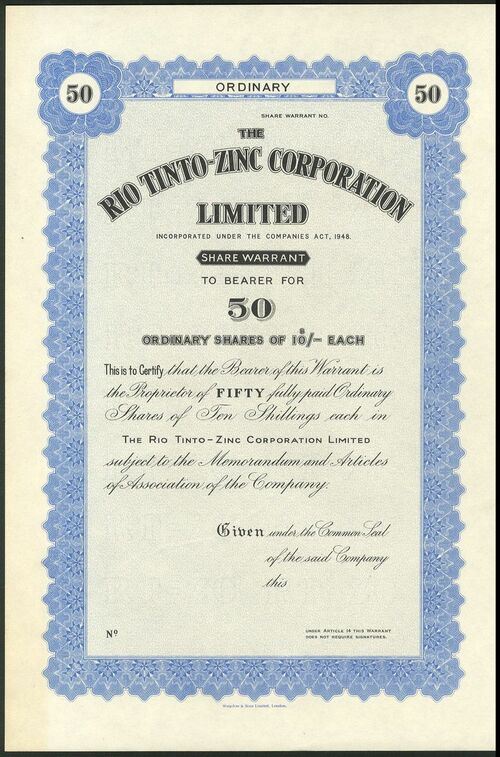 ORDINARY
50
50
SHARE WARRANT NO.
THE
RIO TINTO-ZINC CORPORATION
LIMITED
INCORPORATED UNDER THE COMPANIES ACT, 1948.
SHARE WARRANT
TO BEARER FOR
50
ORDINARY SHARES OF 10s/- EACH
This is to Certify that the Bearer of this Warrant is
the Proprietor of FIFTY fully paid Ordinary
Shares of Ten Shillings each in
THE RIO TINTO-ZINC CORPORATION LIMITED
subject to the Memorandum and Articles
of Association of the Company.
Given under the Common Seal
of the said Company
this
Nº
UNDER ARTICLE 14 THIS WARRANT
DOES NOT REQUIRE SIGNATURES.
Limited, London.